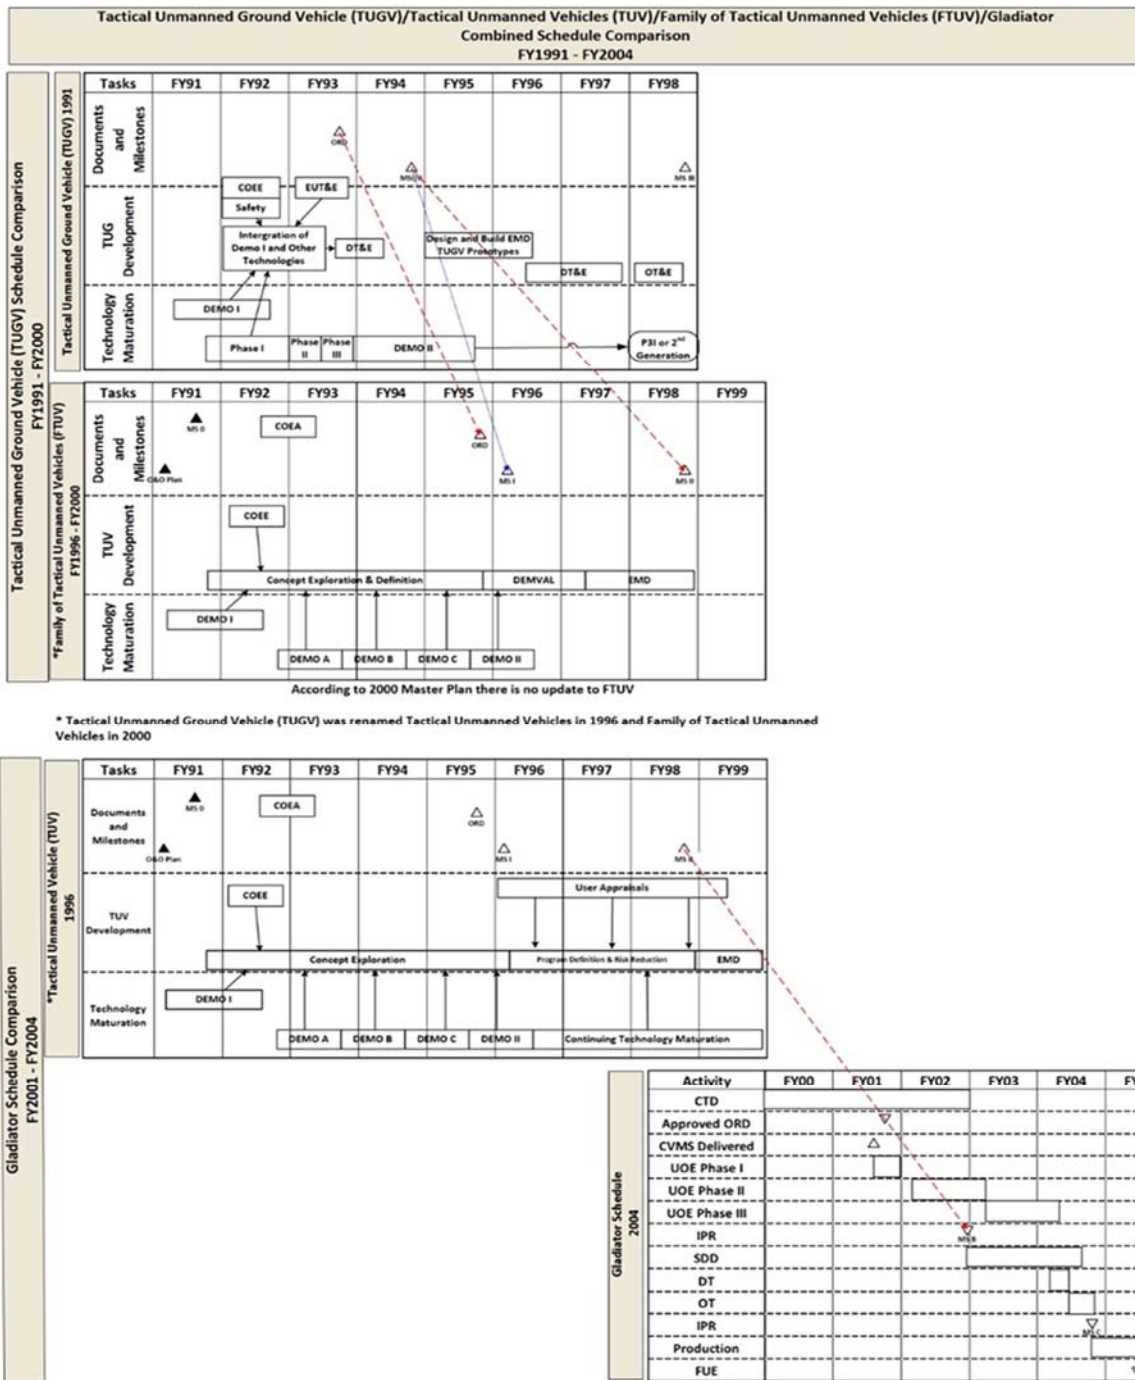 Tactical Unmanned Ground Vehicle (TUGV)/Tactical Unmanned Vehicles (TUV)/Family of Tactical Unmanned Vehicles (FTUV)/Gladiator
Combined Schedule Comparison
FY1991 - FY2004
Tactical Unmanned Ground Vehicle (TUGV) Schedule Comparison
FY1991 - FY2000
Tactical Unmanned Ground Vehicle (TUGV) 1991
Tasks FY91 FY92 FY93 FY94 FY95 FY96 FY97 FY98
Documents
and
Milestones
ORD
MS III
TUG
Development
COEE
Safety
EUT&E
Intergration of
Demo I and Other
Technologies
DT&E
Design and Build EMD
TUGV Prototypes
DT&E
OT&E
Technology
Maturation
DEMO I
Phase I
Phase
II
Phase
III
DEMO II
P3I or 2nd
Generation
*Family of Tactical Unmanned Vehicles (FTUV)
FY1996 - FY2000
Tasks FY91 FY92 FY93 FY94 FY95 FY96 FY97 FY98 FY99
Documents
and
Milestones
MS 0
O&O Plan
COEA
ORD
MS I
MS II
TUV
Development
COEE
Concept Exploration & Definition
DEMVAL
EMD
Technology
Maturation
DEMO I
DEMO A
DEMO B
DEMO C
DEMO II
According to 2000 Master Plan there is no update to FTUV
* Tactical Unmanned Ground Vehicle (TUGV) was renamed Tactical Unmanned Vehicles in 1996 and Family of Tactical Unmanned
Vehicles in 2000
Gladiator Schedule Comparison
FY2001 - FY2004
*Tactical Unmanned Vehicle (TUV)
1996
Tasks FY91 FY92 FY93 FY94 FY95 FY96 FY97 FY98 FY99
Documents
and
Milestones
MS 0
O&O Plan
COEA
ORD
MS I
MS II
TUV
Development
COEE
User Appraisals
Concept Exploration
Program Definition & Risk Reduction
EMD
Technology
Maturation
DEMO I
DEMO A
DEMO B
DEMO C
DEMO II
Continuing Technology Maturation
Gladiator Schedule
2004
Activity FY00 FY01 FY02 FY03 FY04
CTD
Approved ORD
CVMS Delivered
UOE Phase I
UOE Phase II
UOE Phase III
IPR
MS B
SDD
DT
OT
IPR
MS C
Production
FUE